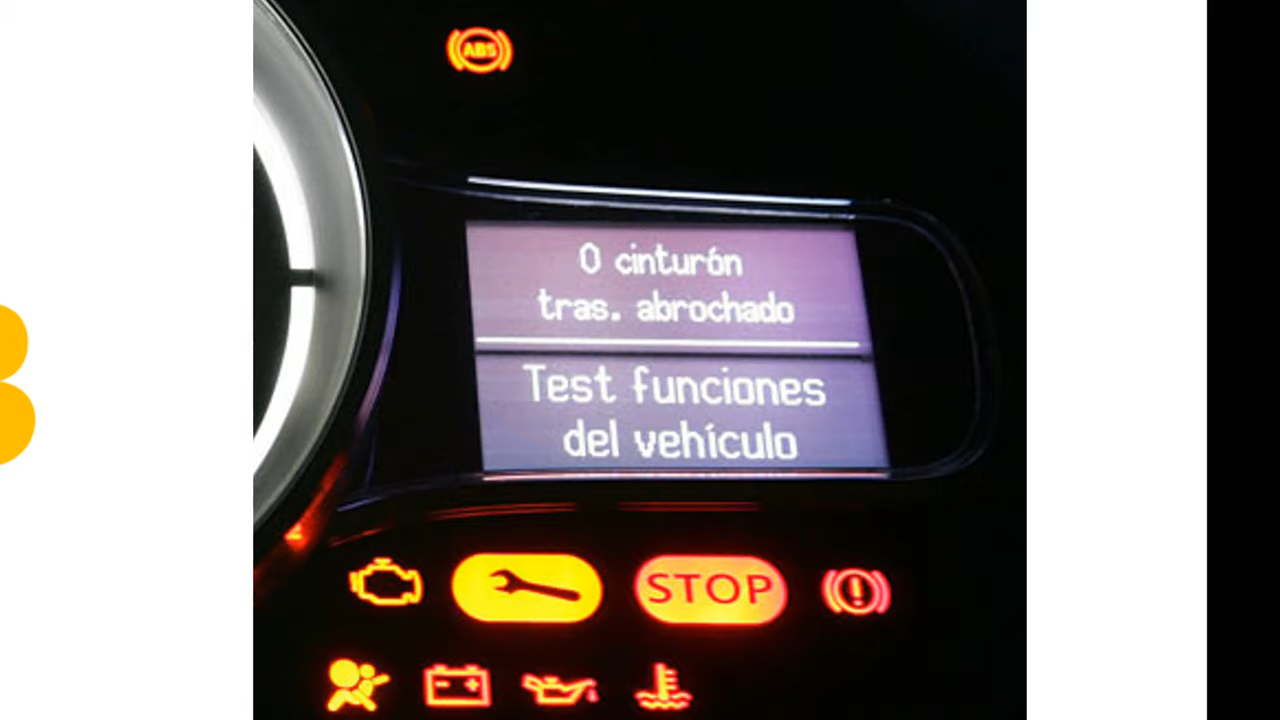 ABS
0 cinturón
tras. abrochado
Test funciones
del vehículo
STOP